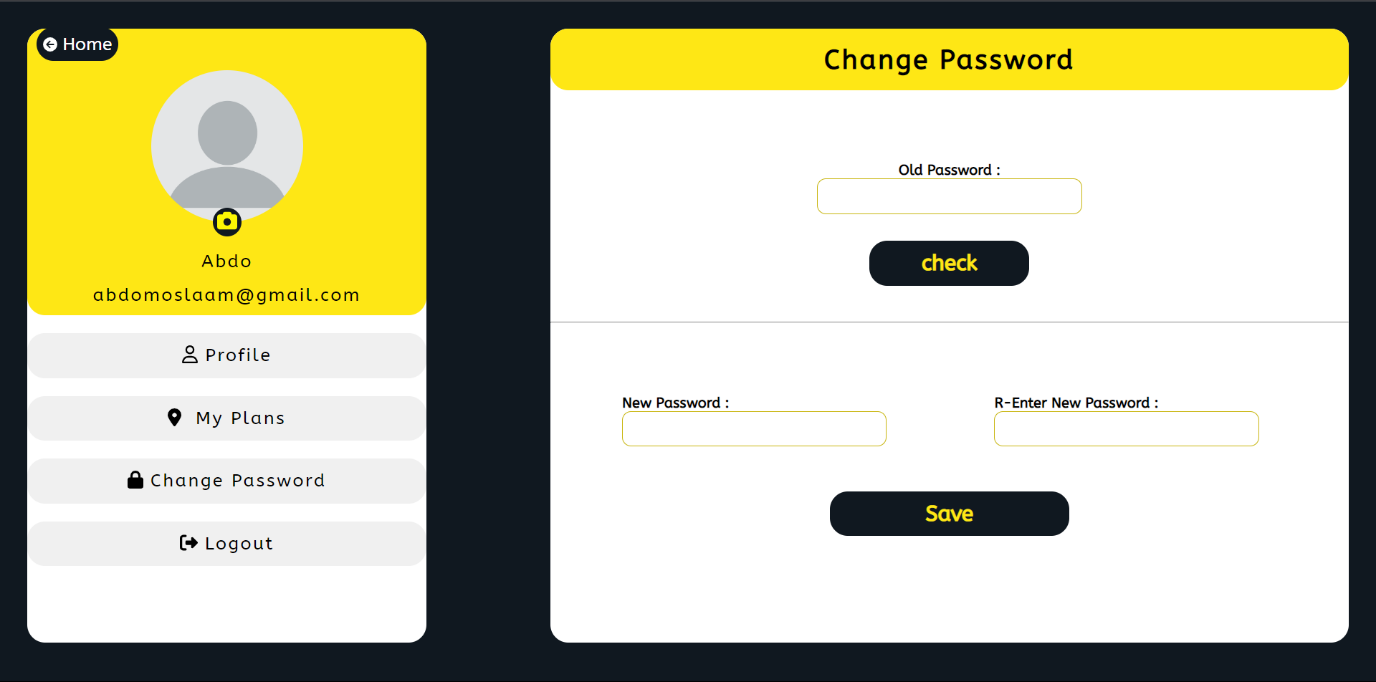 Home
Abdo
abdomoslaam@gmail.com
Profile
My Plans
Change Password
Logout
Change Password
Old Password :
check
New Password :
R-Enter New Password :
Save